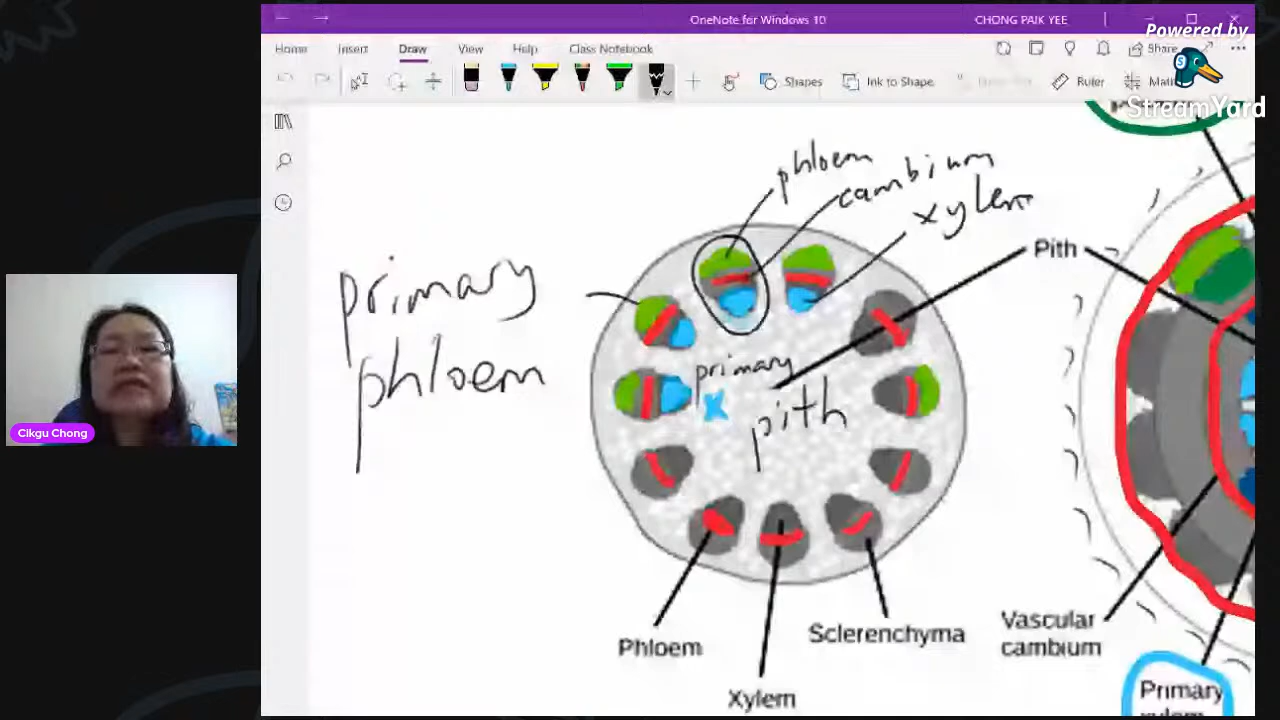 OneNote for Windows 10
CHONG PAIK YEE
Powered by
StreamYard
Home Insert Draw View Help Class Notebook
Share
Shapes Ink to Shape Ruler Math
phloem
cambium
xylem
Pith
primary
phloem
primary
x
pith
Cikgu Chong
Phloem
Xylem
Sclerenchyma
Vascular
cambium
Primary
xylem